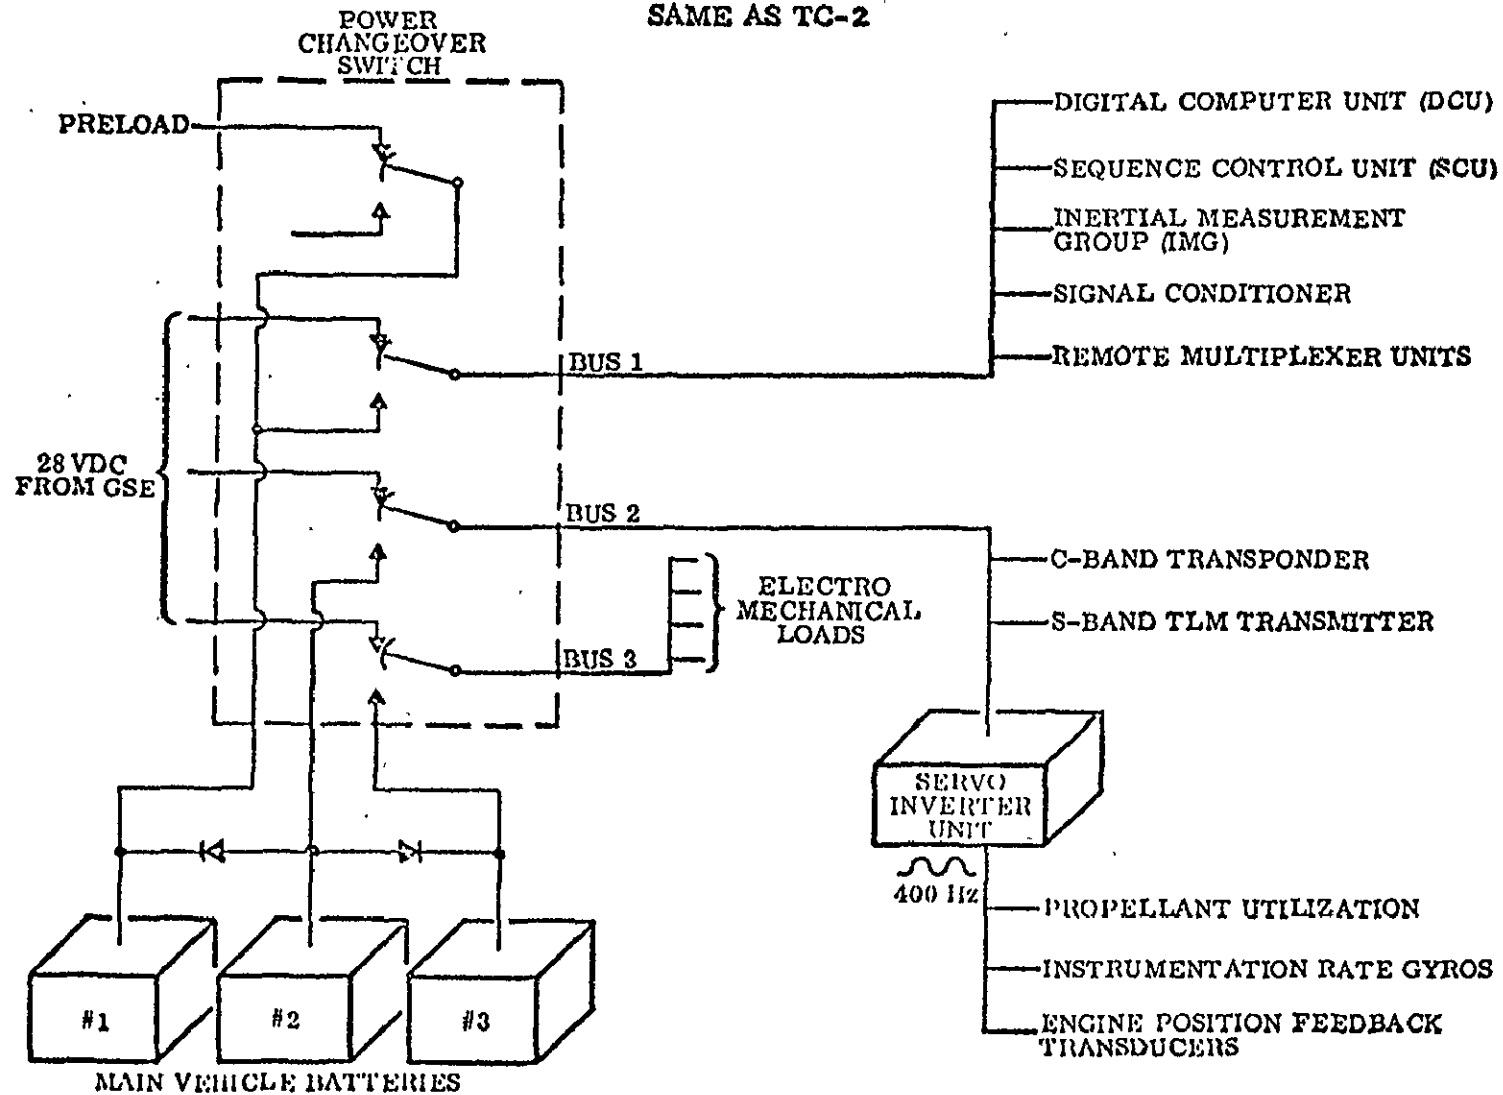 SAME AS TC-2
POWER
CHANGEOVER
SWITCH
PRELOAD
28 VDC
FROM GSE
BUS 1
BUS 2
BUS 3
DIGITAL COMPUTER UNIT (DCU)
SEQUENCE CONTROL UNIT (SCU)
INERTIAL MEASUREMENT
GROUP (IMG)
SIGNAL CONDITIONER
REMOTE MULTIPLEXER UNITS
ELECTRO
MECHANICAL
LOADS
C-BAND TRANSPONDER
S-BAND TLM TRANSMITTER
SERVO
INVERTER
UNIT
400 Hz
PROPELLANT UTILIZATION
INSTRUMENTATION RATE GYROS
ENGINE POSITION FEEDBACK
TRANSDUCERS
#1
#2
#3
MAIN VEHICLE BATTERIES